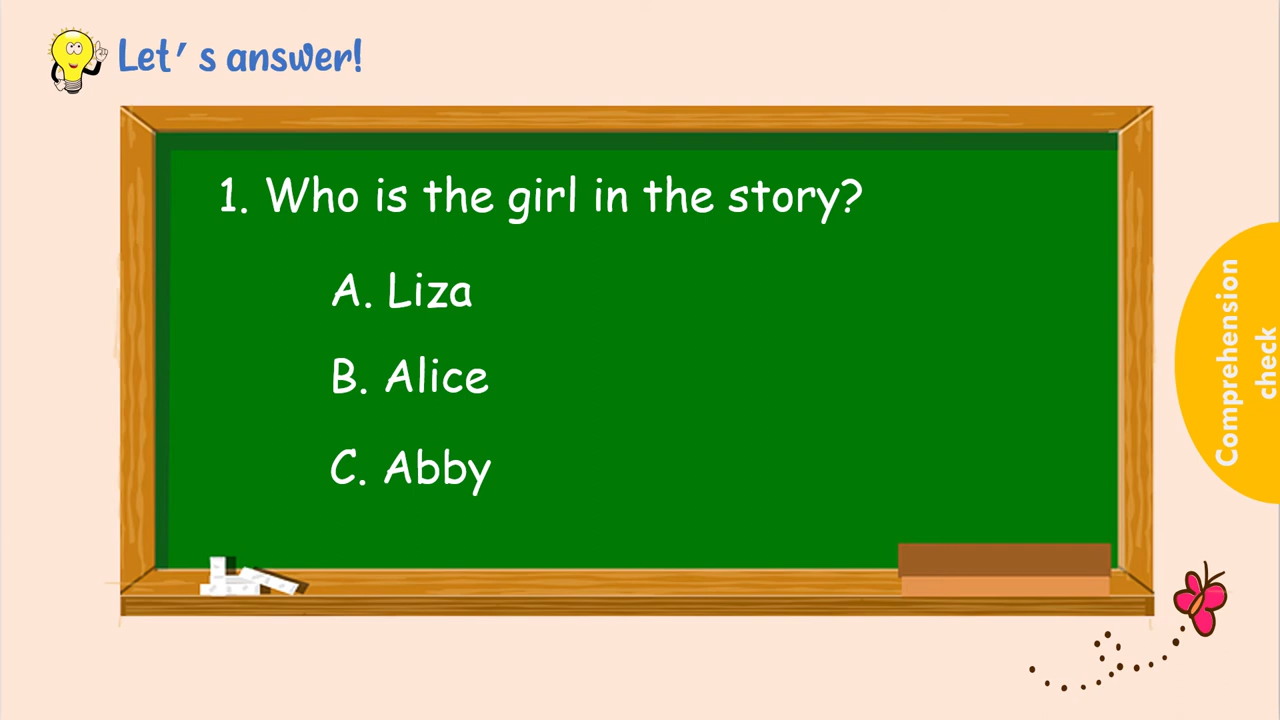 Let's answer!
1. Who is the girl in the story?
A. Liza
B. Alice
C. Abby
Comprehension
check